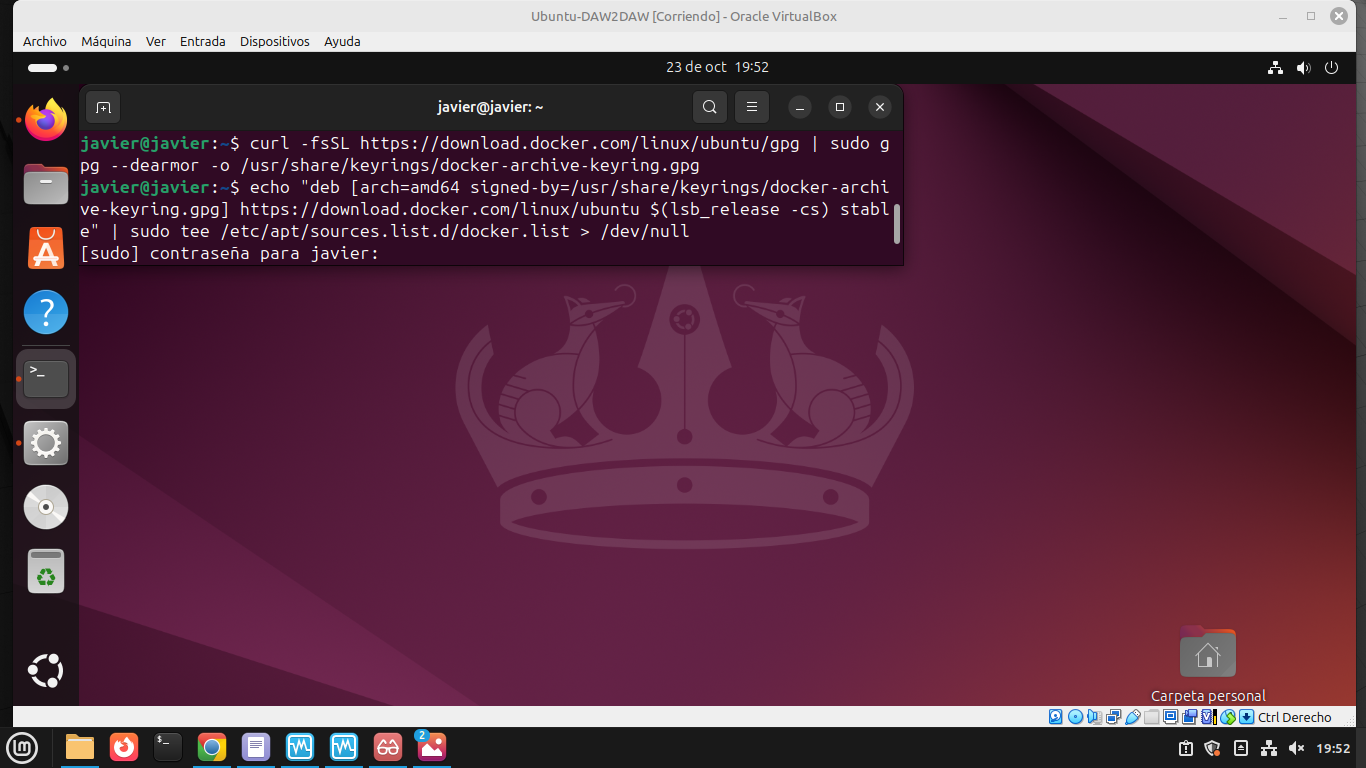 Ubuntu-DAW2DAW [Corriendo] - Oracle VirtualBox
Archivo Máquina Ver Entrada Dispositivos Ayuda
23 de oct 19:52
javier@javier: ~
javier@javier:~$ curl -fsSL https://download.docker.com/linux/ubuntu/gpg | sudo g
pg --dearmor -o /usr/share/keyrings/docker-archive-keyring.gpg
javier@javier:~$ echo "deb [arch=amd64 signed-by=/usr/share/keyrings/docker-archi
ve-keyring.gpg] https://download.docker.com/linux/ubuntu $(lsb_release -cs) stabl
e" | sudo tee /etc/apt/sources.list.d/docker.list > /dev/null
[sudo] contraseña para javier:
>_
?
Carpeta personal
Ctrl Derecho
$_
2
19:52